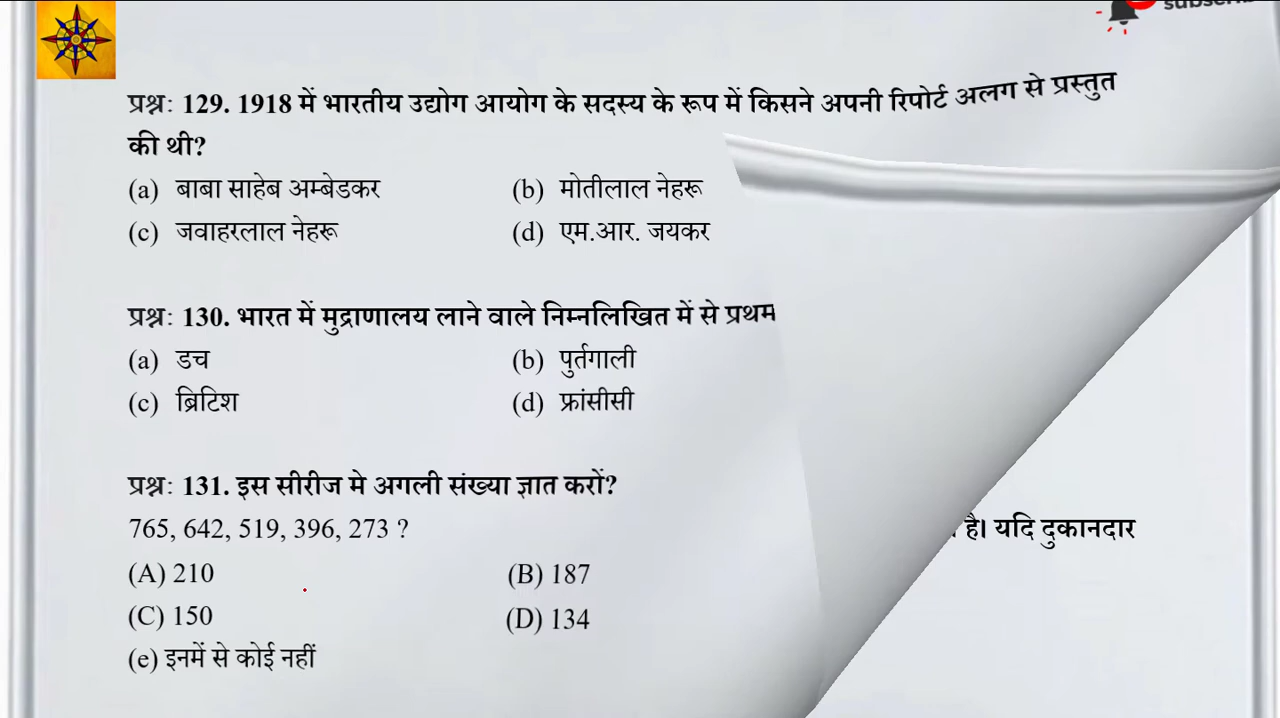 subscrib
प्रश्न: 129. 1918 में भारतीय उद्योग आयोग के सदस्य के रूप में किसने अपनी रिपोर्ट अलग से प्रस्तुत
की थी?
(a) बाबा साहेब अम्बेडकर (b) मोतीलाल नेहरू
(c) जवाहरलाल नेहरू (d) एम.आर. जयकर
प्रश्न: 130. भारत में मुद्राणालय लाने वाले निम्नलिखित में से प्रथम
(a) डच (b) पुर्तगाली
(c) ब्रिटिश (d) फ्रांसीसी
प्रश्न: 131. इस सीरीज मे अगली संख्या ज्ञात करों?
765, 642, 519, 396, 273 ?
है। यदि दुकानदार
(A) 210 (B) 187
(C) 150 (D) 134
(e) इनमें से कोई नहीं